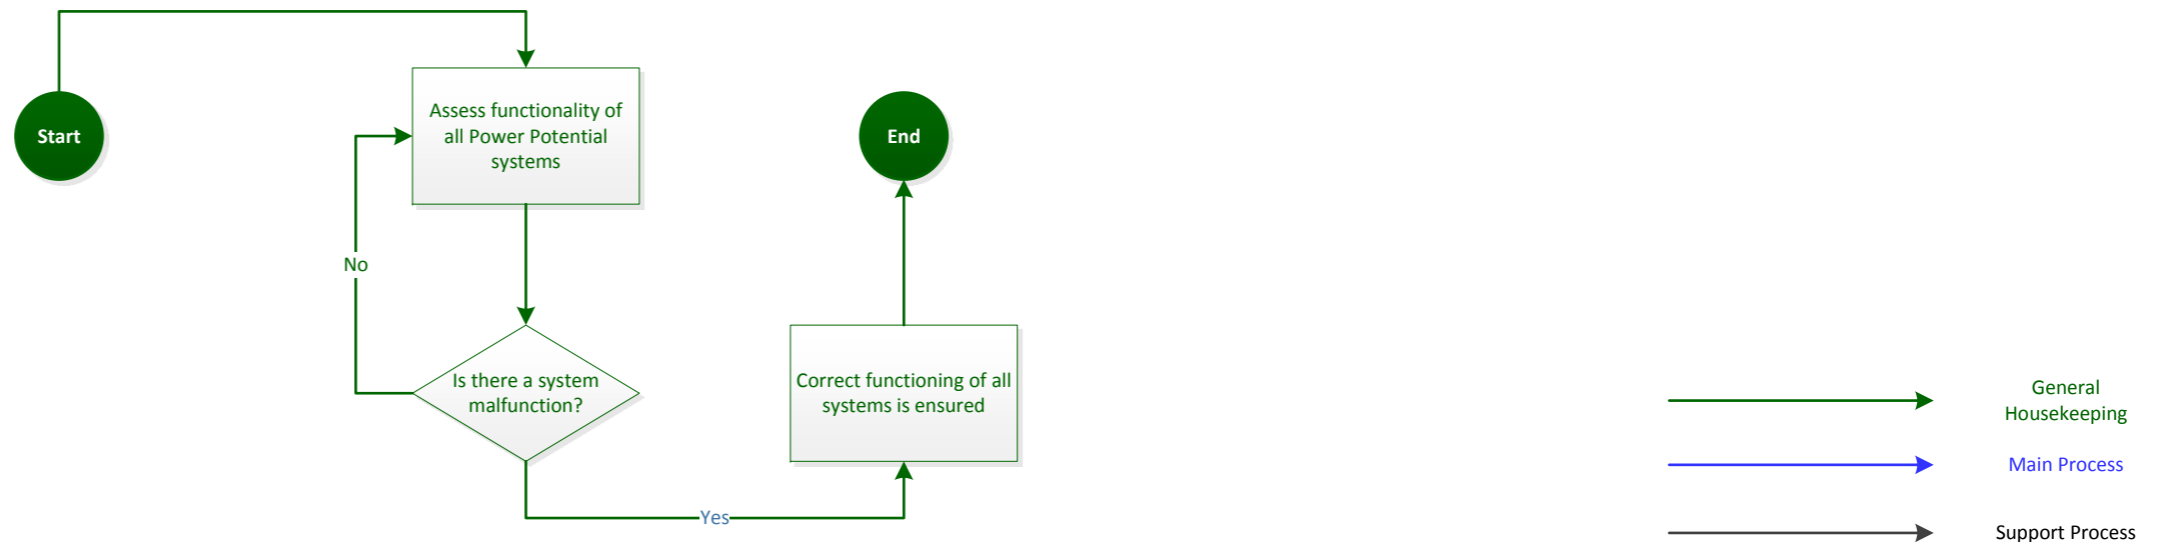 Start
Assess functionality of
all Power Potential
systems
End
No
Is there a system
malfunction?
Correct functioning of all
systems is ensured
Yes
General
Housekeeping
Main Process
Support Process